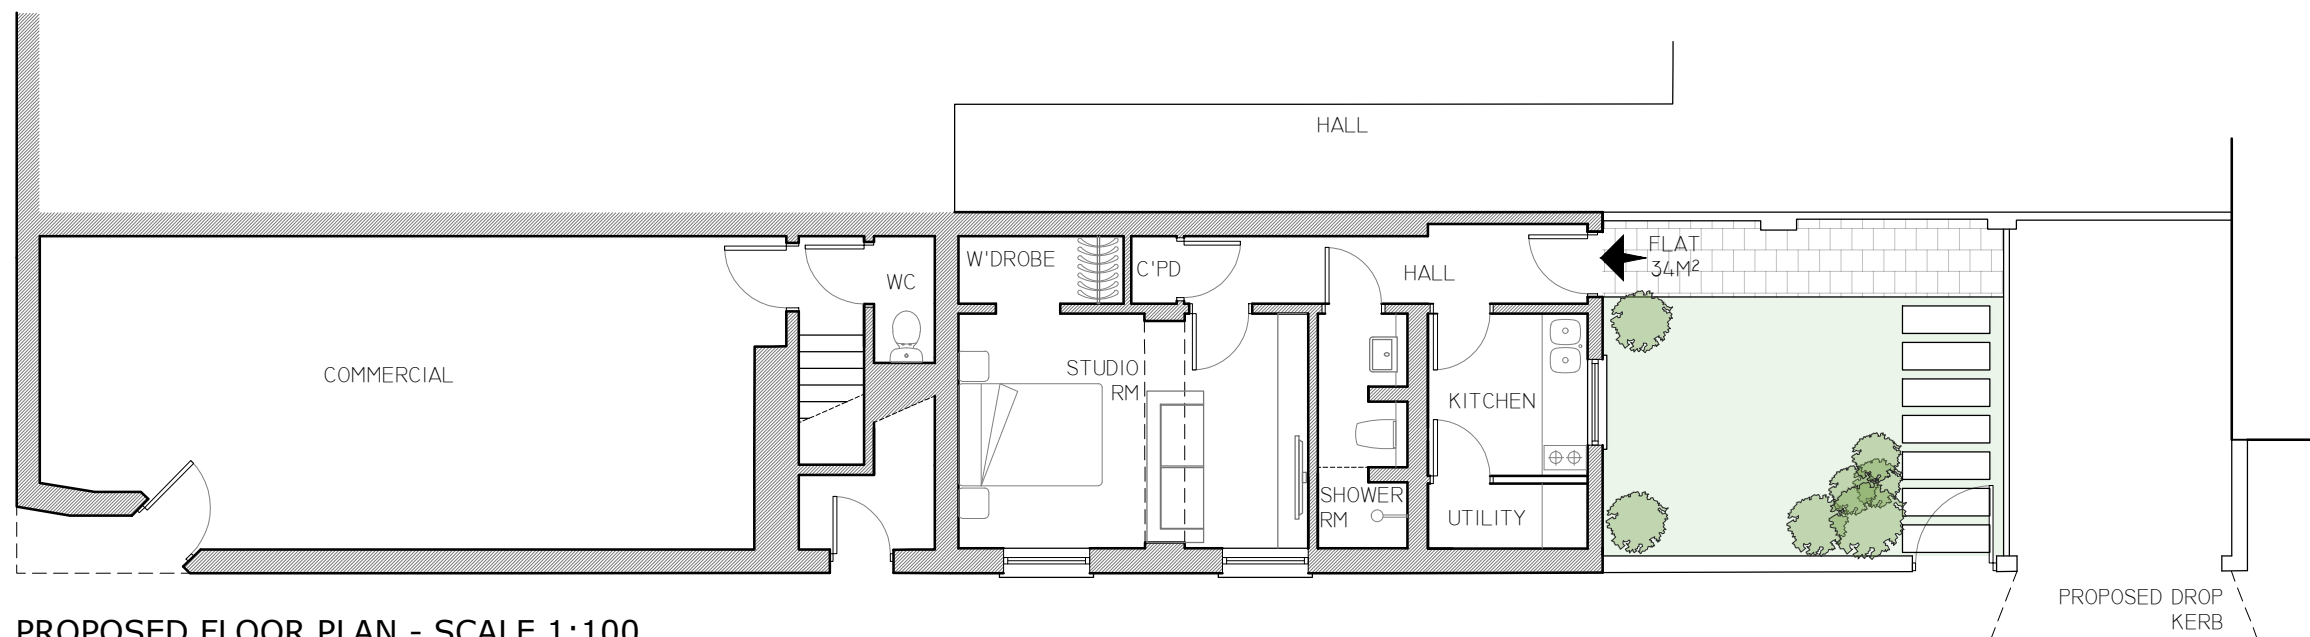 HALL
FLAT
34M²
W'DROBE
C'PD
HALL
WC
STUDIO
RM
COMMERCIAL
KITCHEN
SHOWER
RM
UTILITY
PROPOSED DROP
KERB
PROPOSED FLOOR PLAN - SCALE 1:100